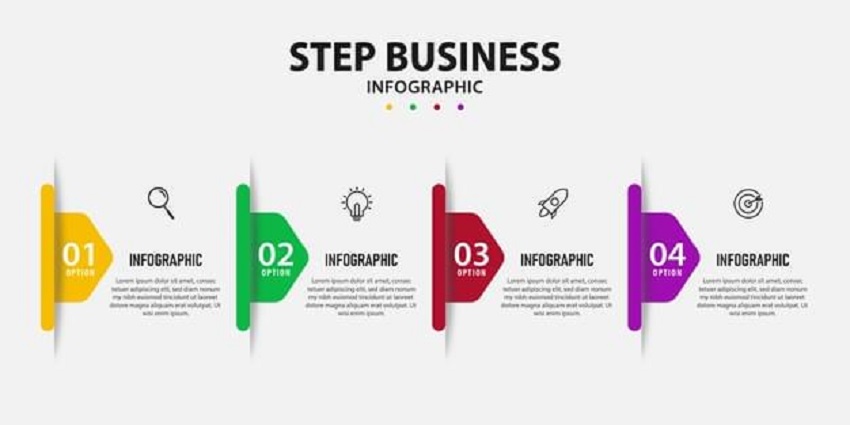 STEP BUSINESS
INFOGRAPHIC
01
OPTION
INFOGRAPHIC
Lorem ipsum dolor sit amet, consec
tetuer adipiscing elit, sed diam nonum
my nibh euismod tincidunt ut laoreet
dolore magna aliquam erat volutpat. Ut
wisi enim ipsum.
02
OPTION
INFOGRAPHIC
Lorem ipsum dolor sit amet, consec
tetuer adipiscing elit, sed diam nonum
my nibh euismod tincidunt ut laoreet
dolore magna aliquam erat volutpat. Ut
wisi enim ipsum.
03
OPTION
INFOGRAPHIC
Lorem ipsum dolor sit amet, consec
tetuer adipiscing elit, sed diam nonum
my nibh euismod tincidunt ut laoreet
dolore magna aliquam erat volutpat. Ut
wisi enim ipsum.
04
OPTION
INFOGRAPHIC
Lorem ipsum dolor sit amet, consec
tetuer adipiscing elit, sed diam nonum
my nibh euismod tincidunt ut laoreet
dolore magna aliquam erat volutpat. Ut
wisi enim ipsum.